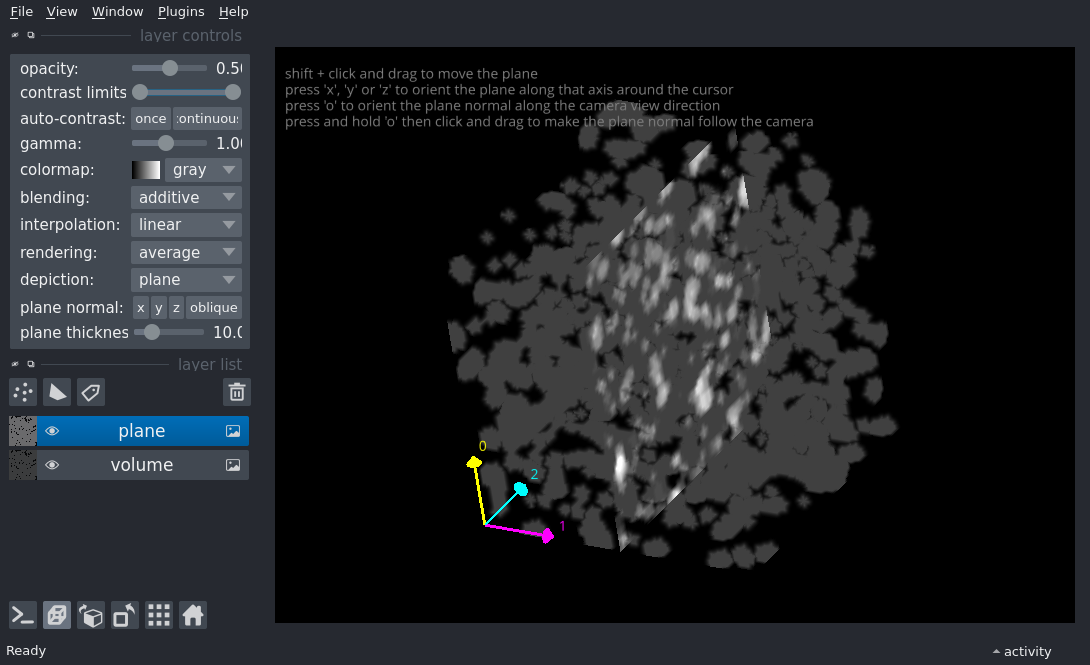 File View Window Plugins Help
layer controls
opacity: 0.50
contrast limits
auto-contrast: once continuous
gamma: 1.00
colormap: gray
blending: additive
interpolation: linear
rendering: average
depiction: plane
plane normal: x y z oblique
plane thicknes 10.0
layer list
plane
volume
shift + click and drag to move the plane
press 'x', 'y' or 'z' to orient the plane along that axis around the cursor
press 'o' to orient the plane normal along the camera view direction
press and hold 'o' then click and drag to make the plane normal follow the camera
0
2
1
Ready
activity